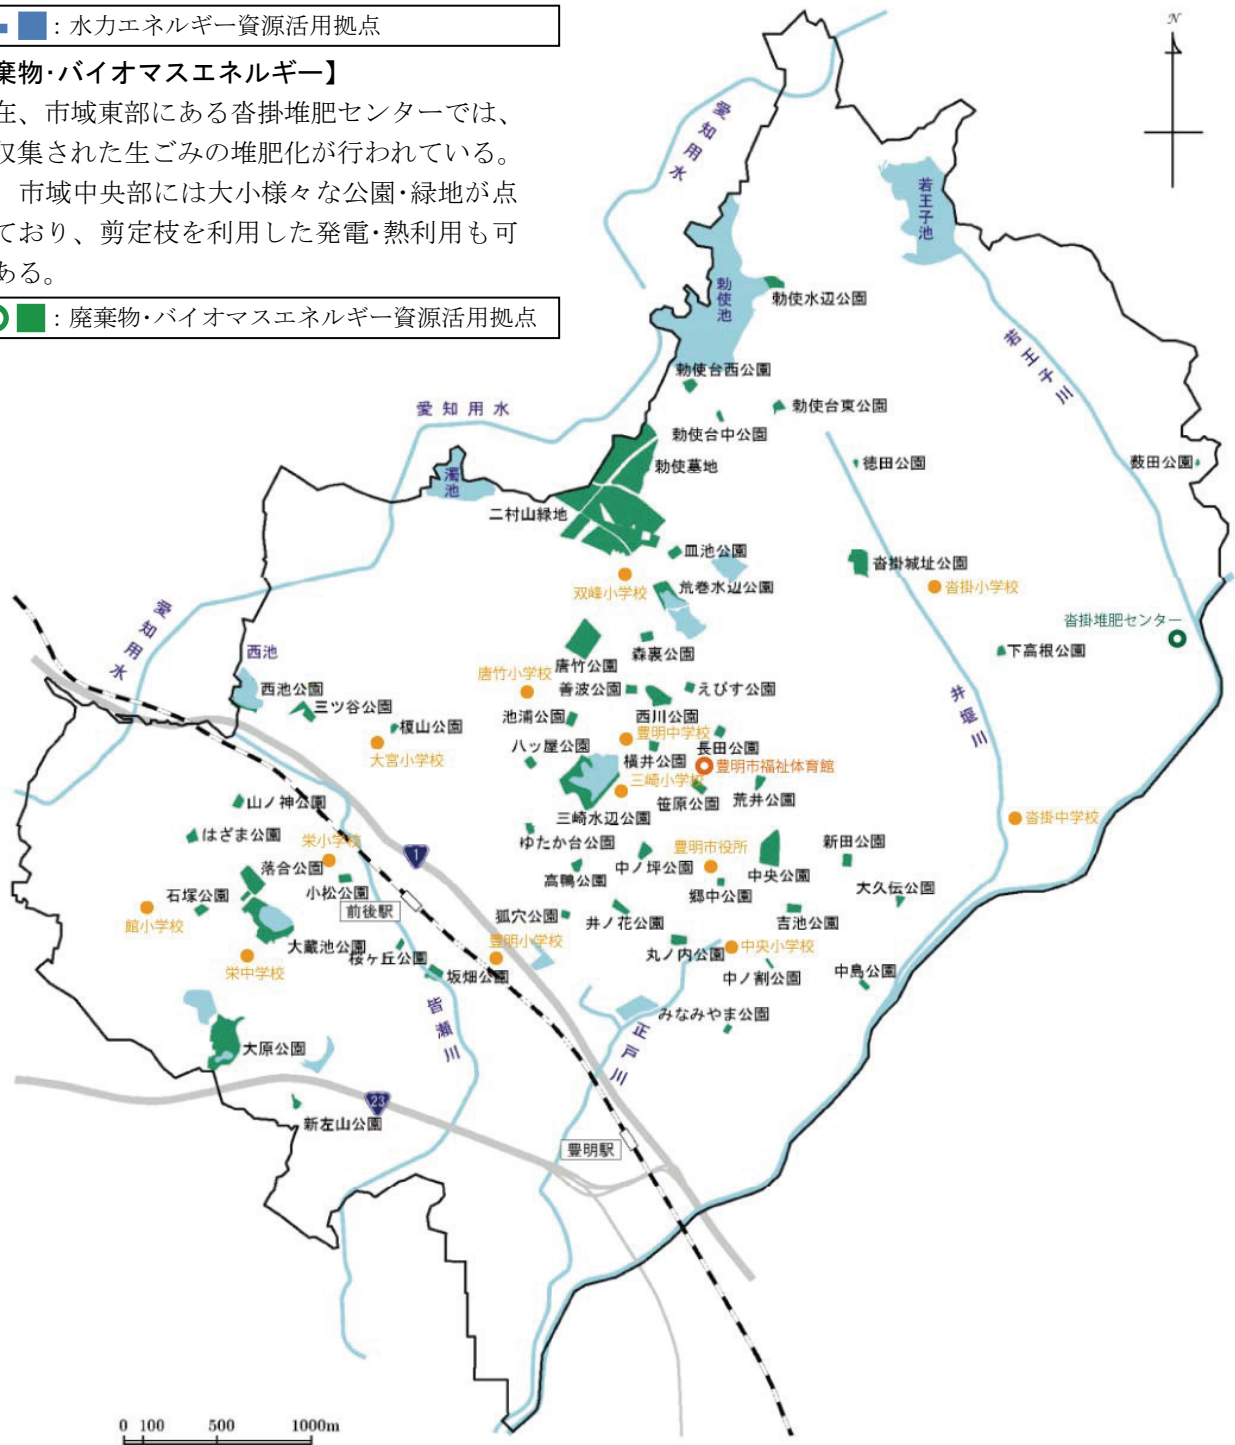 ：水力エネルギー資源活用拠点
棄物･バイオマスエネルギー】
在、市域東部にある沓掛堆肥センターでは、
収集された生ごみの堆肥化が行われている。
市域中央部には大小様々な公園･緑地が点
ており、剪定枝を利用した発電･熱利用も可
ある。
：廃棄物･バイオマスエネルギー資源活用拠点
N
愛知用水
若王子池
勅使池
勅使水辺公園
若王子川
勅使台西公園
愛知用水
勅使台東公園
勅使台中公園
勅使墓地
徳田公園
薮田公園
濁池
二村山緑地
皿池公園
沓掛城址公園
双峰小学校
荒巻水辺公園
沓掛小学校
愛知用水
沓掛堆肥センター
西池
唐竹公園
森裏公園
下高根公園
唐竹小学校
西池公園
善波公園
えびす公園
井堀川
三ツ谷公園
池浦公園
西川公園
榎山公園
豊明中学校
大宮小学校
八ッ屋公園
長田公園
横井公園
豊明市福祉体育館
三崎小学校
山ノ神公園
笹原公園
荒井公園
三崎水辺公園
沓掛中学校
はざま公園
栄小学校
ゆたか台公園
豊明市役所
新田公園
1
落合公園
中ノ坪公園
中央公園
高鴨公園
石塚公園
小松公園
郷中公園
大久伝公園
前後駅
館小学校
狐穴公園
井ノ花公園
吉池公園
大蔵池公園
豊明小学校
丸ノ内公園
中央小学校
栄中学校
桜ヶ丘公園
坂畑公園
中ノ割公園
中島公園
皆瀬川
みなみやま公園
正戸川
大原公園
23
新左山公園
豊明駅
0 100 500 1000m